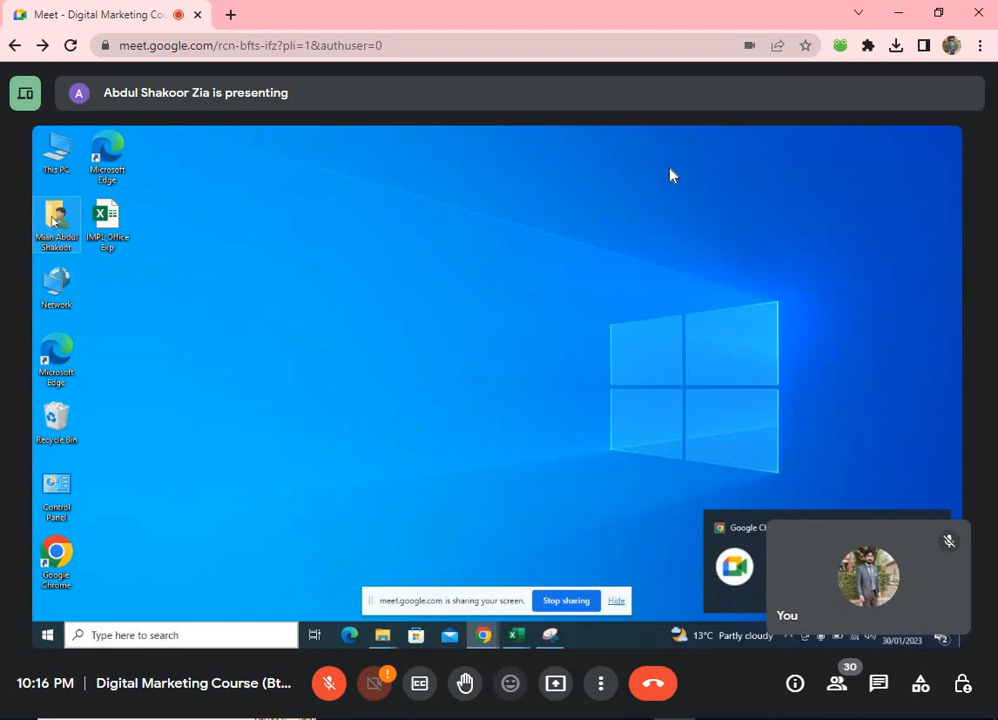 Meet - Digital Marketing Cou
meet.google.com/rcn-bfts-ifz?pli=1&authuser=0
A
Abdul Shakoor Zia is presenting
This PC
Microsoft
Edge
Mian Abdul
Shakoor
IMPL Office
Exp
Network
Microsoft
Edge
Recycle Bin
Control
Panel
Google
Chrome
Google Ch
You
meet.google.com is sharing your screen.
Stop sharing
Hide
Type here to search
13°C Partly cloudy
30/01/2023
2
10:16 PM
Digital Marketing Course (Bt...
30